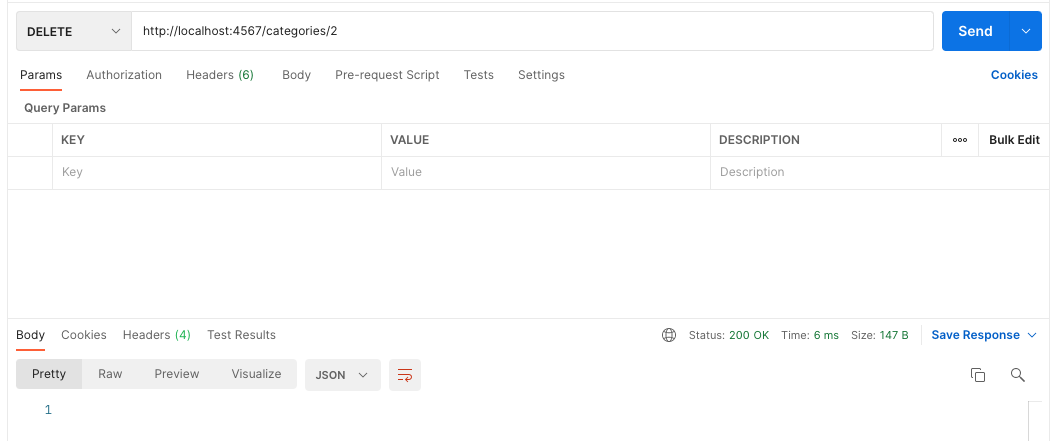 DELETE http://localhost:4567/categories/2 Send
Params Authorization Headers (6) Body Pre-request Script Tests Settings Cookies
Query Params
KEY VALUE DESCRIPTION ooo Bulk Edit
Key Value Description
Body Cookies Headers (4) Test Results Status: 200 OK Time: 6 ms Size: 147 B Save Response
Pretty Raw Preview Visualize JSON
1